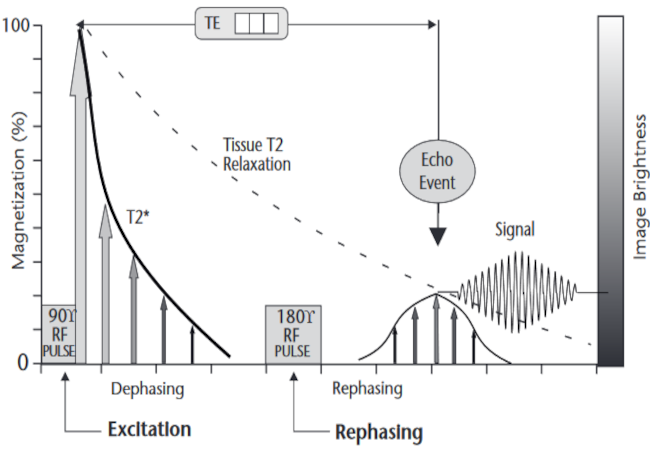 100
TE
Magnetization (%)
Tissue T2
Relaxation
Echo
Event
Image Brightness
T2*
Signal
90ϒ
RF
PULSE
180ϒ
RF
PULSE
0
Dephasing
Rephasing
Excitation
Rephasing